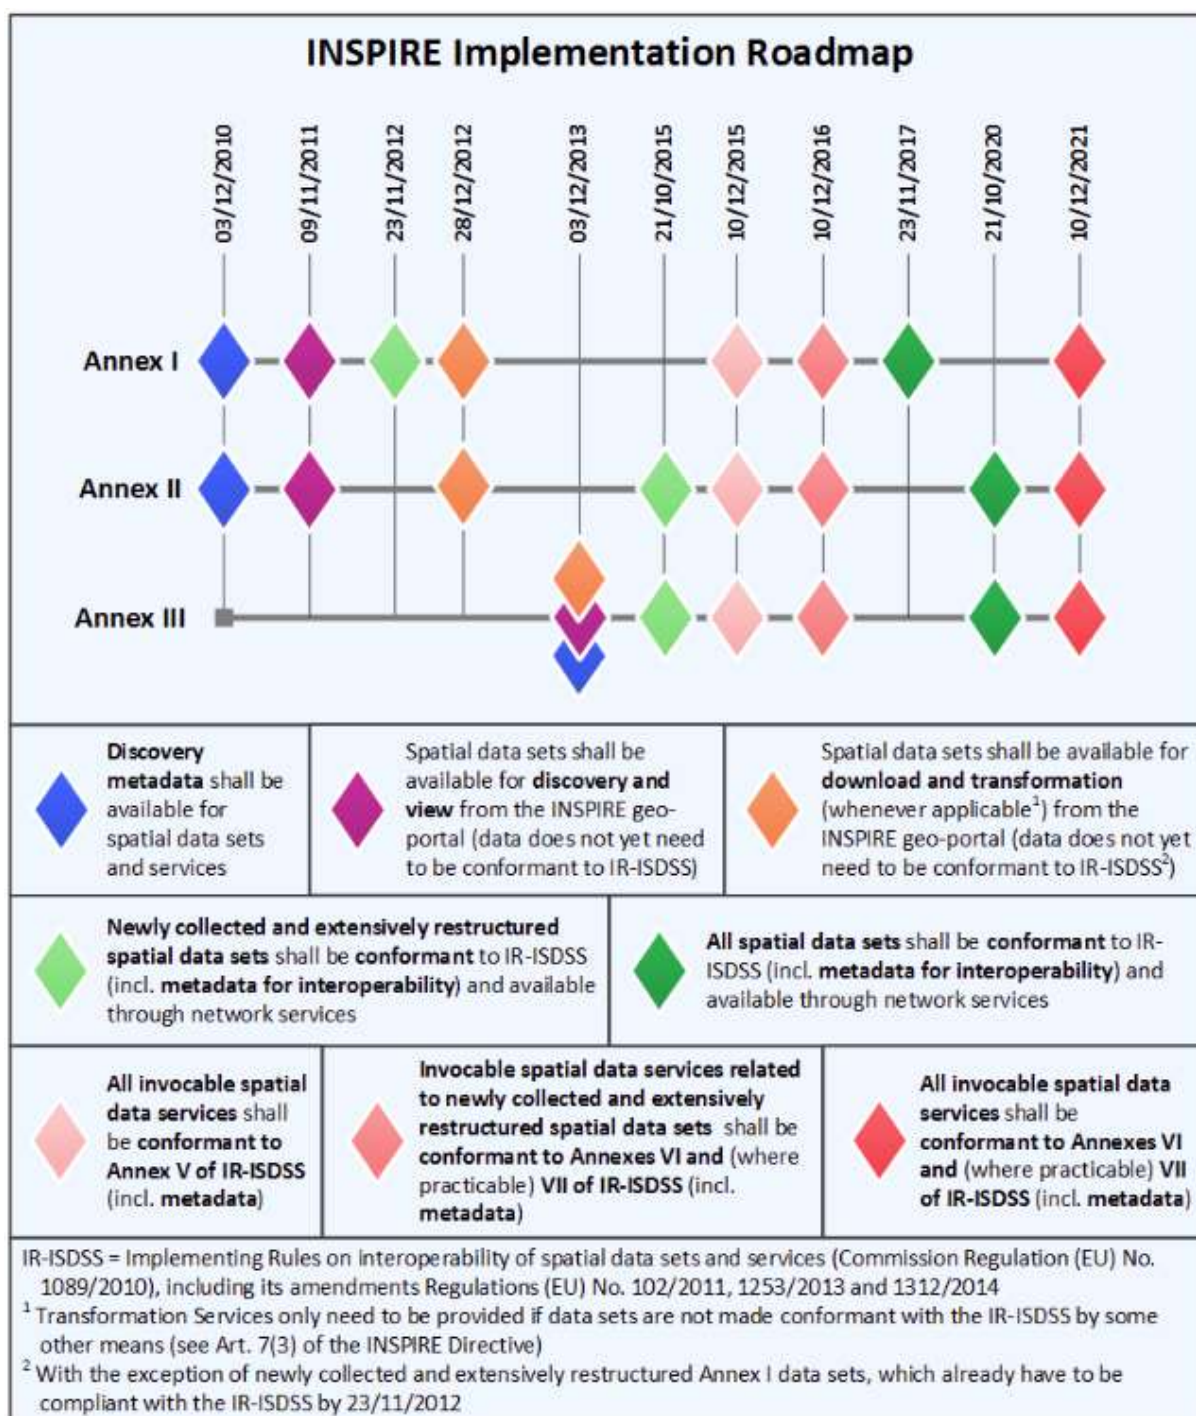 INSPIRE Implementation Roadmap
03/12/2010
09/11/2011
23/11/2012
28/12/2012
03/12/2013
21/10/2015
10/12/2015
10/12/2016
23/11/2017
21/10/2020
10/12/2021
Annex I
Annex II
Annex III
Discovery
metadata shall be
available for
spatial data sets
and services
Spatial data sets shall be
available for discovery and
view from the INSPIRE geo-
portal (data does not yet need
to be conformant to IR-ISDSS)
Spatial data sets shall be available for
download and transformation
(whenever applicable1) from the
INSPIRE geo-portal (data does not yet
need to be conformant to IR-ISDSS2)
Newly collected and extensively restructured
spatial data sets shall be conformant to IR-ISDSS
(incl. metadata for interoperability) and available
through network services
All spatial data sets shall be conformant to IR-
ISDSS (incl. metadata for interoperability) and
available through network services
All invocable spatial
data services shall
be conformant to
Annex V of IR-ISDSS
(incl. metadata)
Invocable spatial data services related
to newly collected and extensively
restructured spatial data sets shall be
conformant to Annexes VI and (where
practicable) VII of IR-ISDSS (incl.
metadata)
All invocable spatial data
services shall be
conformant to Annexes VI
and (where practicable) VII
of IR-ISDSS (incl. metadata)
IR-ISDSS = Implementing Rules on interoperability of spatial data sets and services (Commission Regulation (EU) No.
1089/2010), including its amendments Regulations (EU) No. 102/2011, 1253/2013 and 1312/2014
1 Transformation Services only need to be provided if data sets are not made conformant with the IR-ISDSS by some
other means (see Art. 7(3) of the INSPIRE Directive)
2 With the exception of newly collected and extensively restructured Annex I data sets, which already have to be
compliant with the IR-ISDSS by 23/11/2012